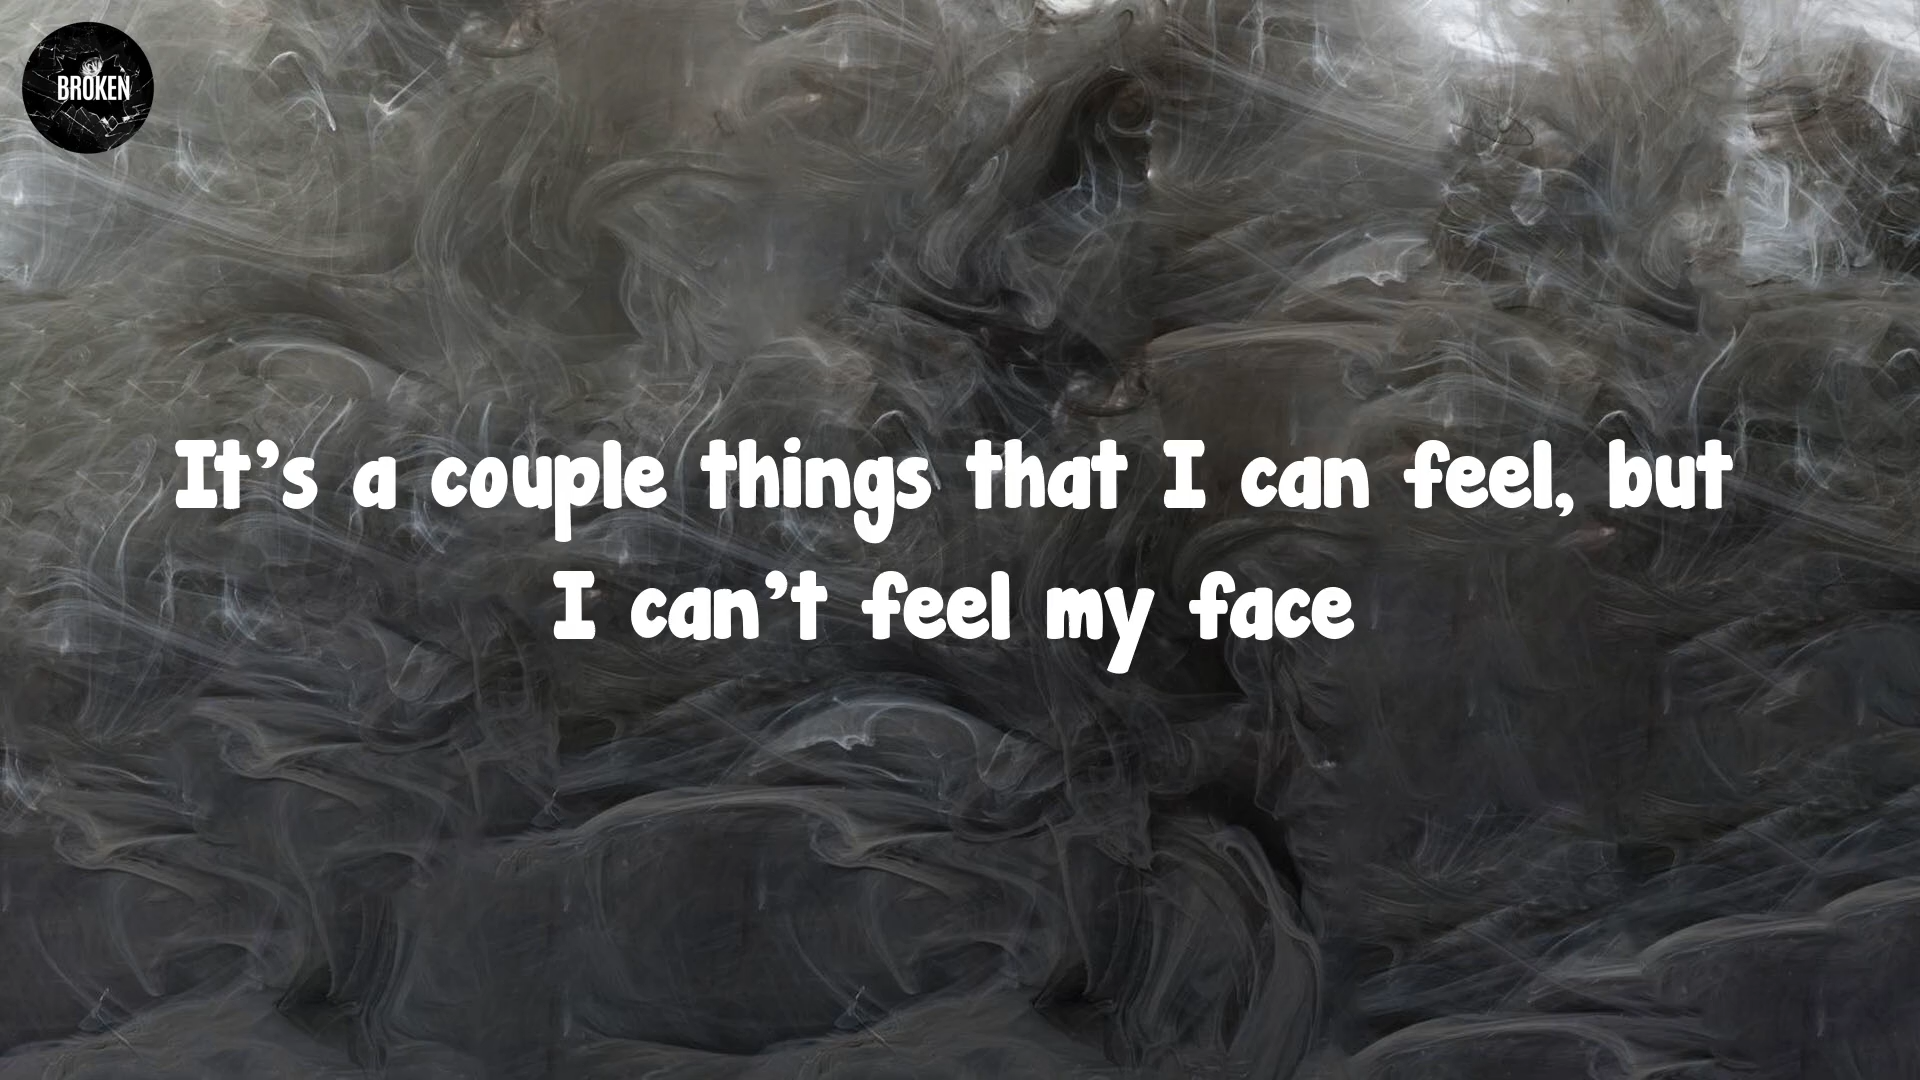 BROKEN
It’s a couple things that I can feel, but
I can’t feel my face